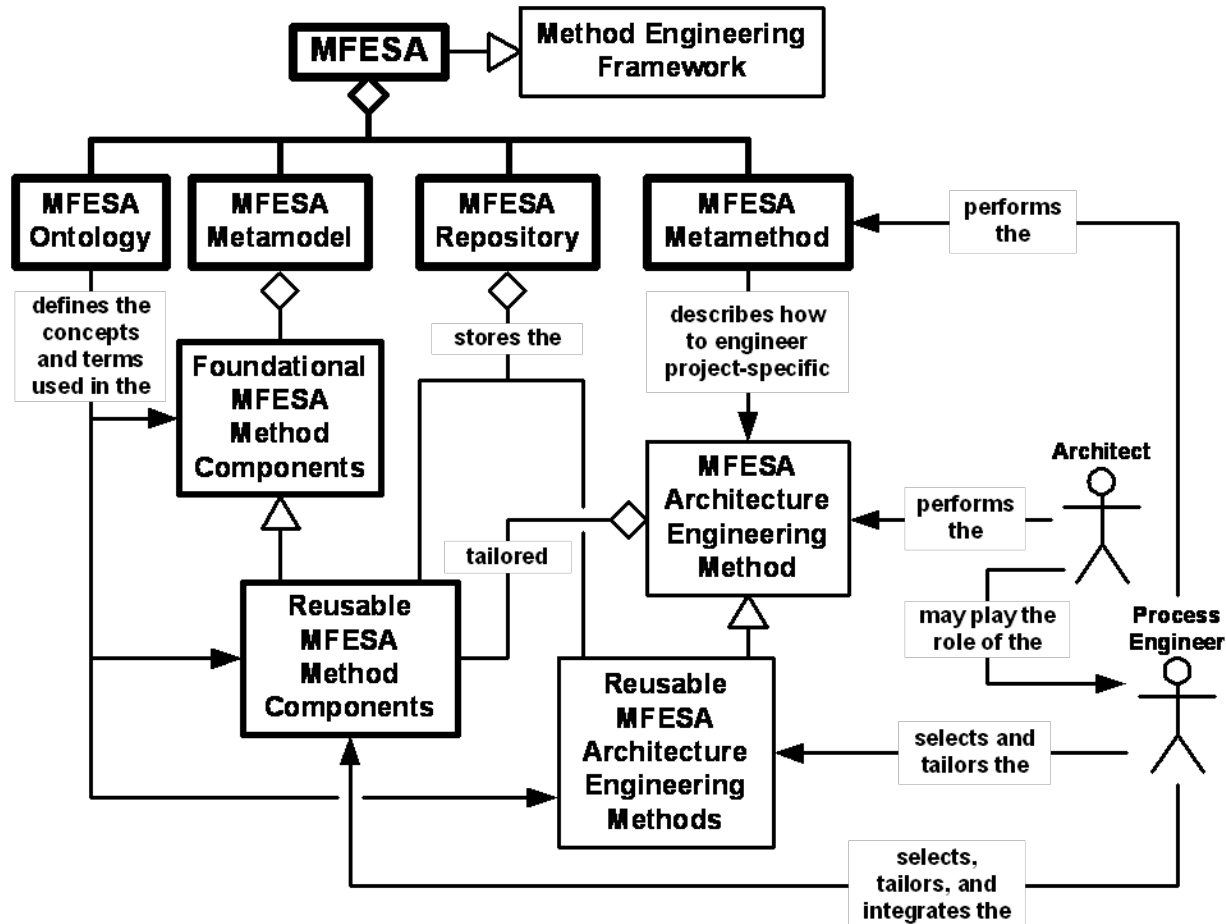 MFESA
Method Engineering
Framework
MFESA
Ontology
MFESA
Metamodel
MFESA
Repository
MFESA
Metamethod
performs
the
defines the
concepts
and terms
used in the
stores the
describes how
to engineer
project-specific
Foundational
MFESA
Method
Components
MFESA
Architecture
Engineering
Method
Architect
performs
the
tailored
Reusable
MFESA
Method
Components
may play the
role of the
Process
Engineer
Reusable
MFESA
Architecture
Engineering
Methods
selects and
tailors the
selects,
tailors, and
integrates the